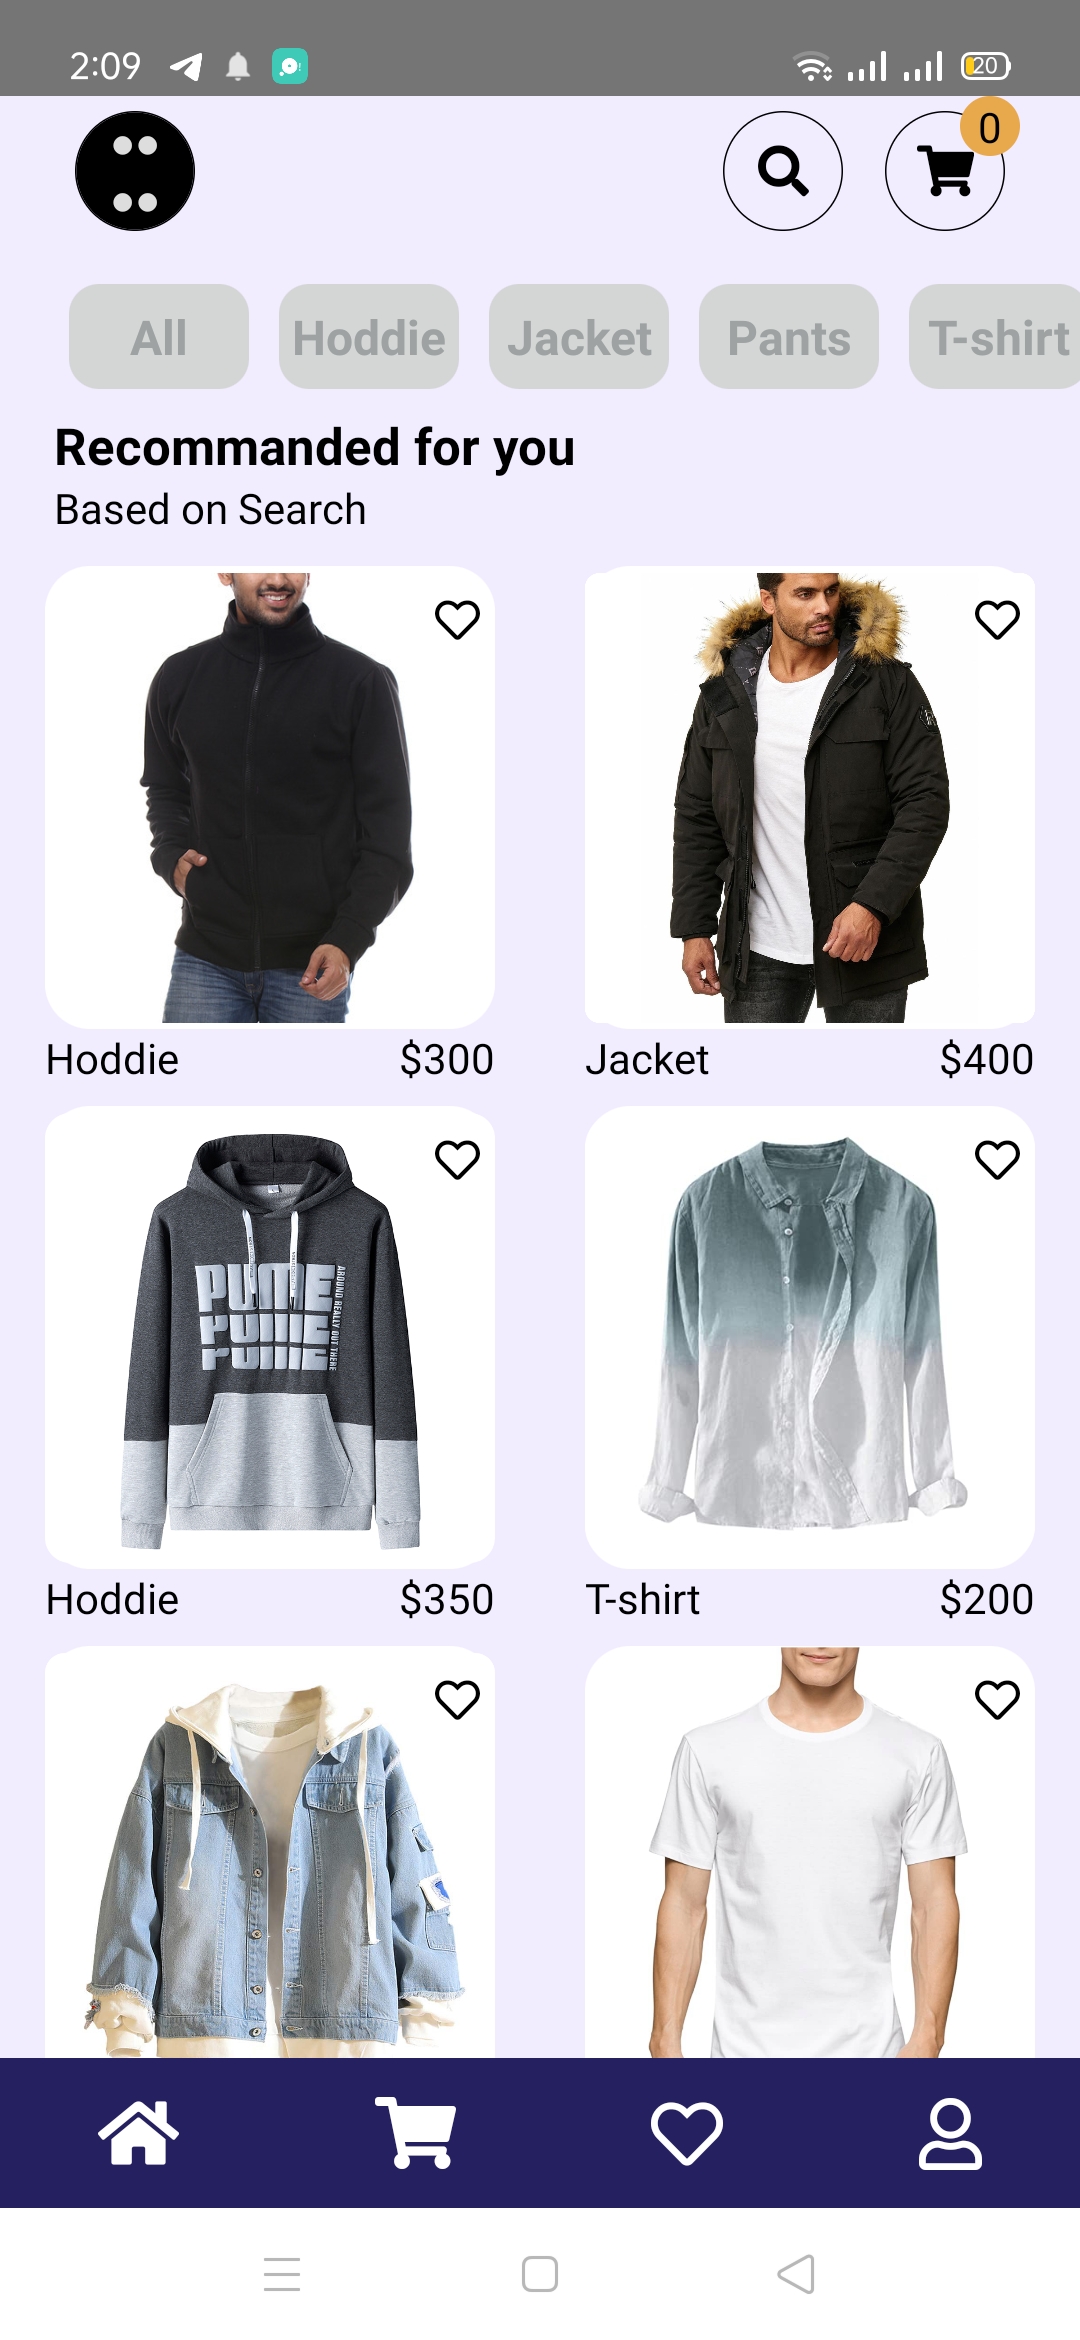 2:09
20
0
All Hoddie Jacket Pants T-shirt
Recommanded for you
Based on Search
Hoddie $300 Jacket $400
PUME
PUME
PUME
AROUND REALLY OUT THERE
Hoddie $350 T-shirt $200